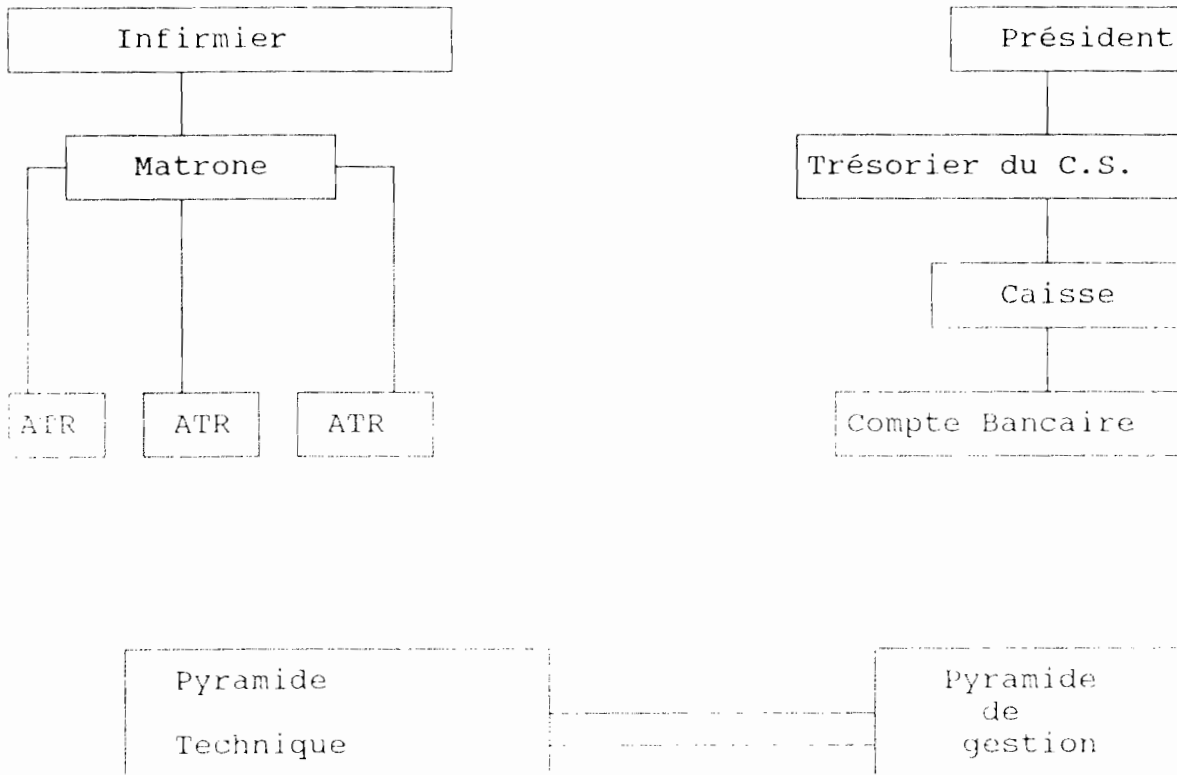 Infirmier
Président
Matrone
Trésorier du C.S.
Caisse
ATR
ATR
ATR
Compte Bancaire
Pyramide
Technique
Pyramide
de
gestion